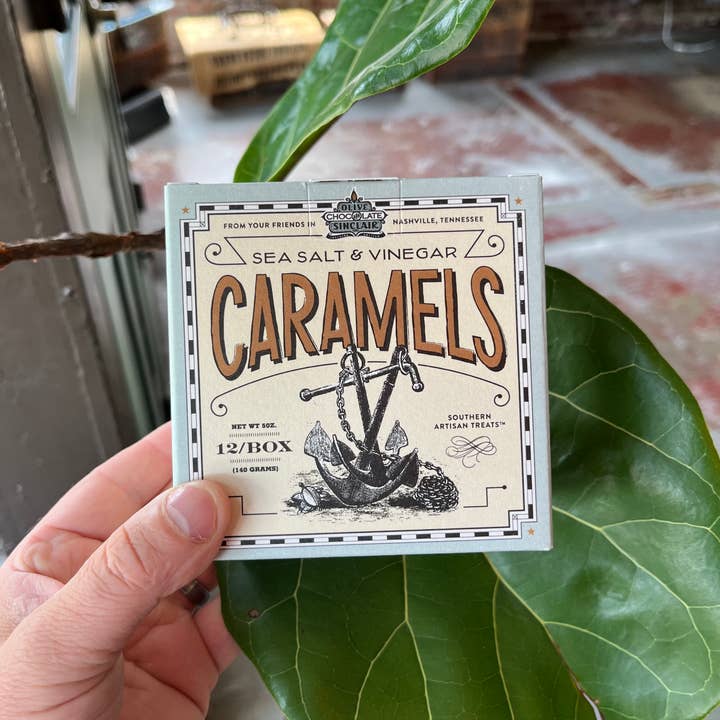 OLIVE
CHOCOLATE
SINCLAIR
FROM YOUR FRIENDS IN NASHVILLE, TENNESSEE
SEA SALT & VINEGAR
CARAMELS
NET WT 5OZ.
12/BOX
(140 GRAMS)
SOUTHERN
ARTISAN TREATS™